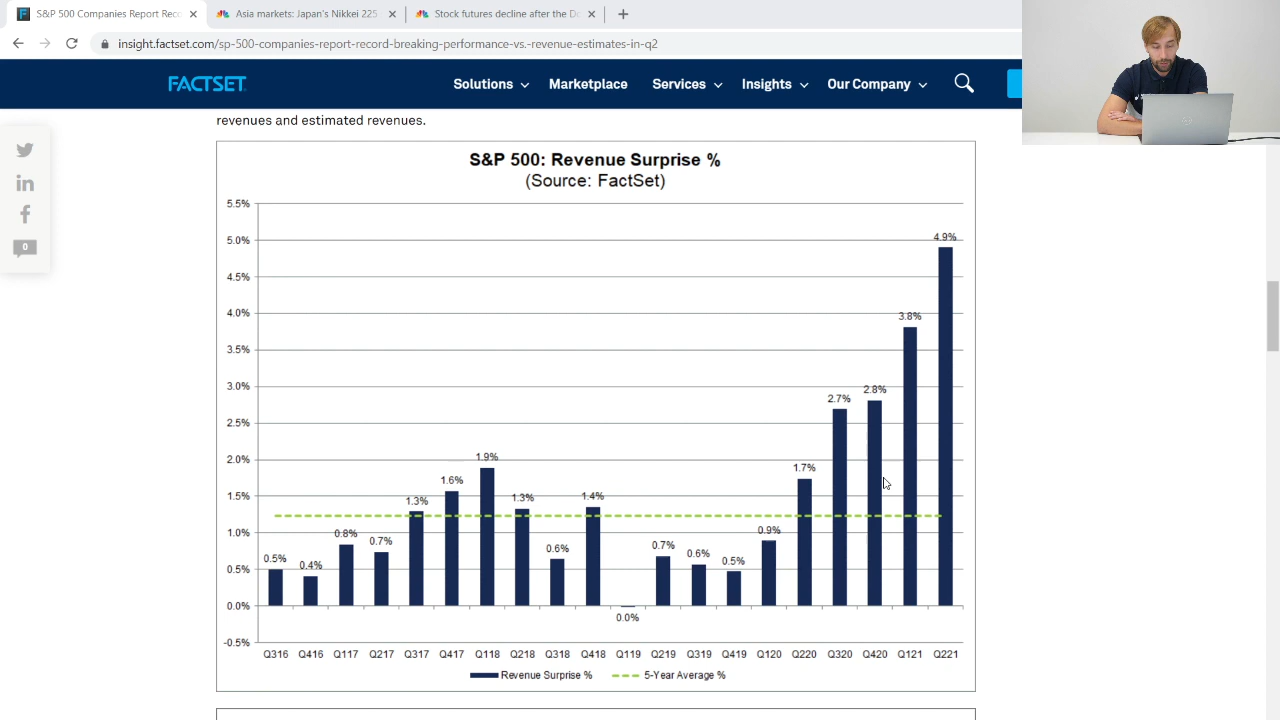 S&P 500 Companies Report Reco
Asia markets: Japan's Nikkei 225
Stock futures decline after the Do
insight.factset.com/sp-500-companies-report-record-breaking-performance-vs.-revenue-estimates-in-q2
FACTSET
Solutions
Marketplace
Services
Insights
Our Company
revenues and estimated revenues.
0
S&P 500: Revenue Surprise %
(Source: FactSet)
5.5%
5.0%
4.5%
4.0%
3.5%
3.0%
2.5%
2.0%
1.5%
1.0%
0.5%
0.0%
-0.5%
0.5%
0.4%
0.8%
0.7%
1.3%
1.6%
1.9%
1.3%
0.6%
1.4%
0.0%
0.7%
0.6%
0.5%
0.9%
1.7%
2.7%
2.8%
3.8%
4.9%
Q316 Q416 Q117 Q217 Q317 Q417 Q118 Q218 Q318 Q418 Q119 Q219 Q319 Q419 Q120 Q220 Q320 Q420 Q121 Q221
Revenue Surprise % 5-Year Average %